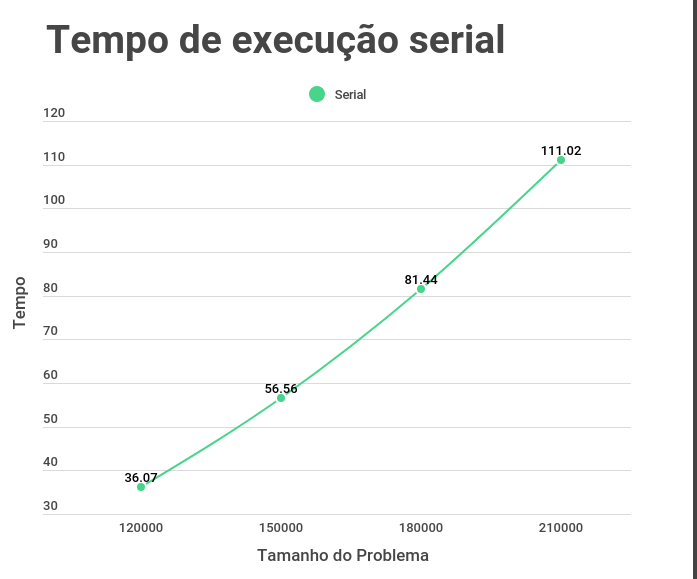 Tempo de execução serial
Serial
120
110
100
90
80
70
60
50
40
30
Tempo
111.02
81.44
56.56
36.07
120000 150000 180000 210000
Tamanho do Problema